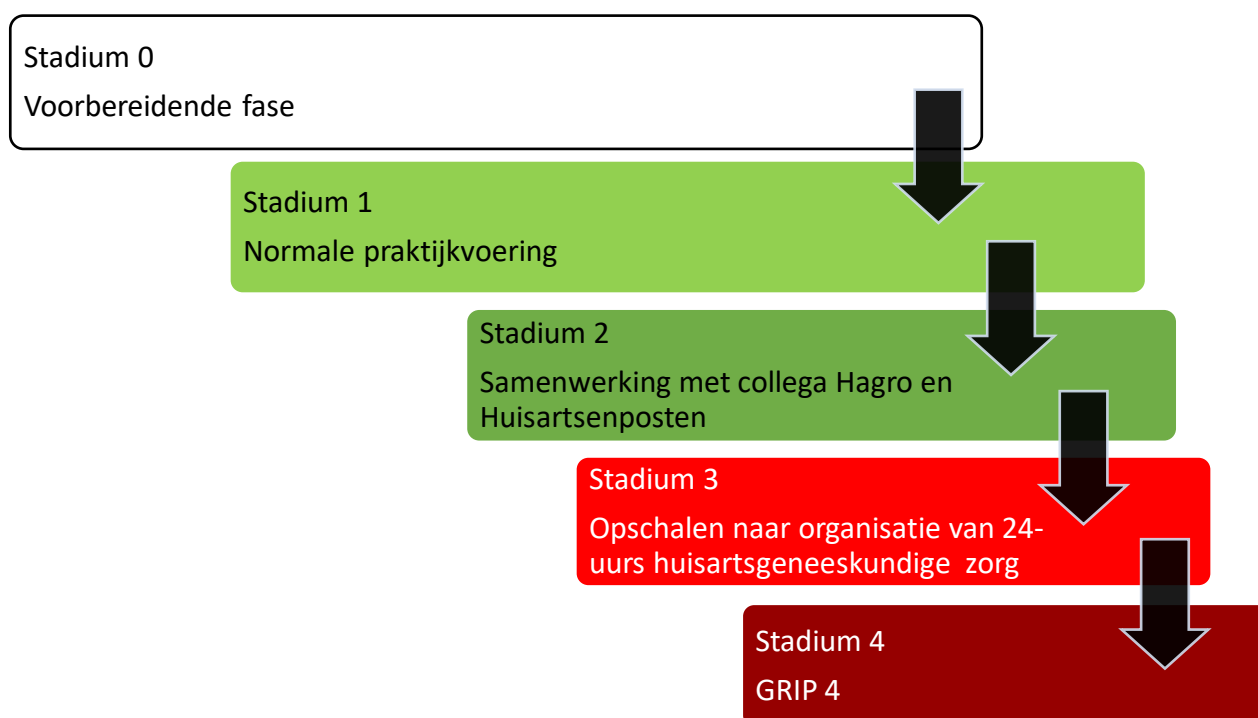 Stadium 0
Voorbereidende fase
Stadium 1
Normale praktijkvoering
Stadium 2
Samenwerking met collega Hagro en
Huisartsenposten
Stadium 3
Opschalen naar organisatie van 24-
uurs huisartsgeneeskundige zorg
Stadium 4
GRIP 4